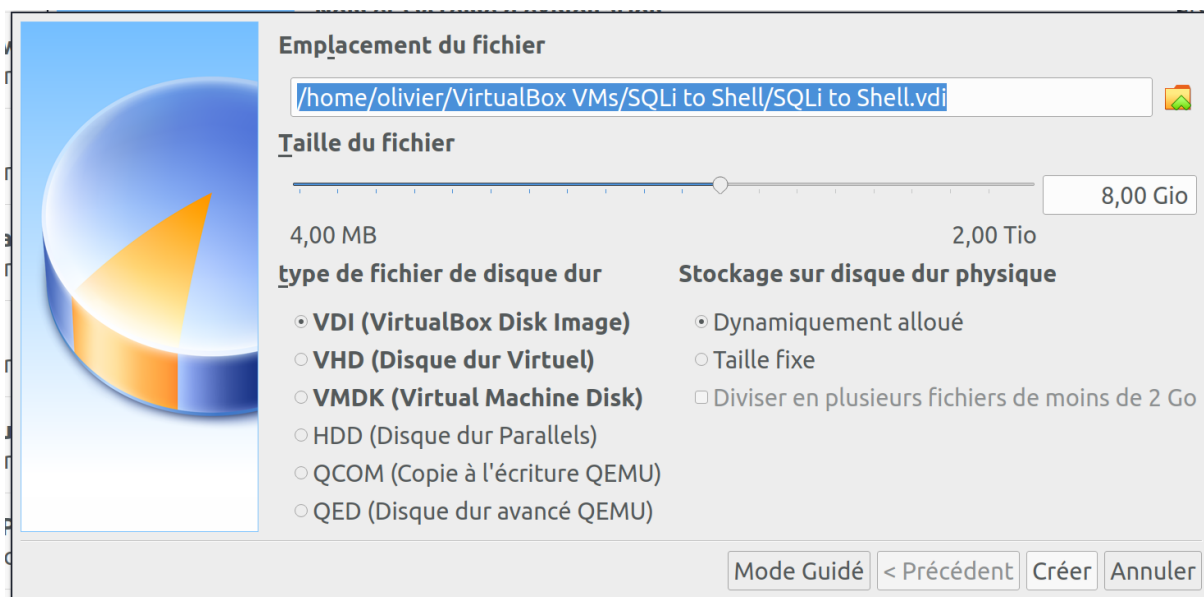 Emplacement du fichier
/home/olivier/VirtualBox VMs/SQLi to Shell/SQLi to Shell.vdi
Taille du fichier
8,00 Gio
4,00 MB 2,00 Tio
type de fichier de disque dur
VDI (VirtualBox Disk Image)
VHD (Disque dur Virtuel)
VMDK (Virtual Machine Disk)
HDD (Disque dur Parallels)
QCOM (Copie à l'écriture QEMU)
QED (Disque dur avancé QEMU)
Stockage sur disque dur physique
Dynamiquement alloué
Taille fixe
Diviser en plusieurs fichiers de moins de 2 Go
Mode Guidé < Précédent Créer Annuler